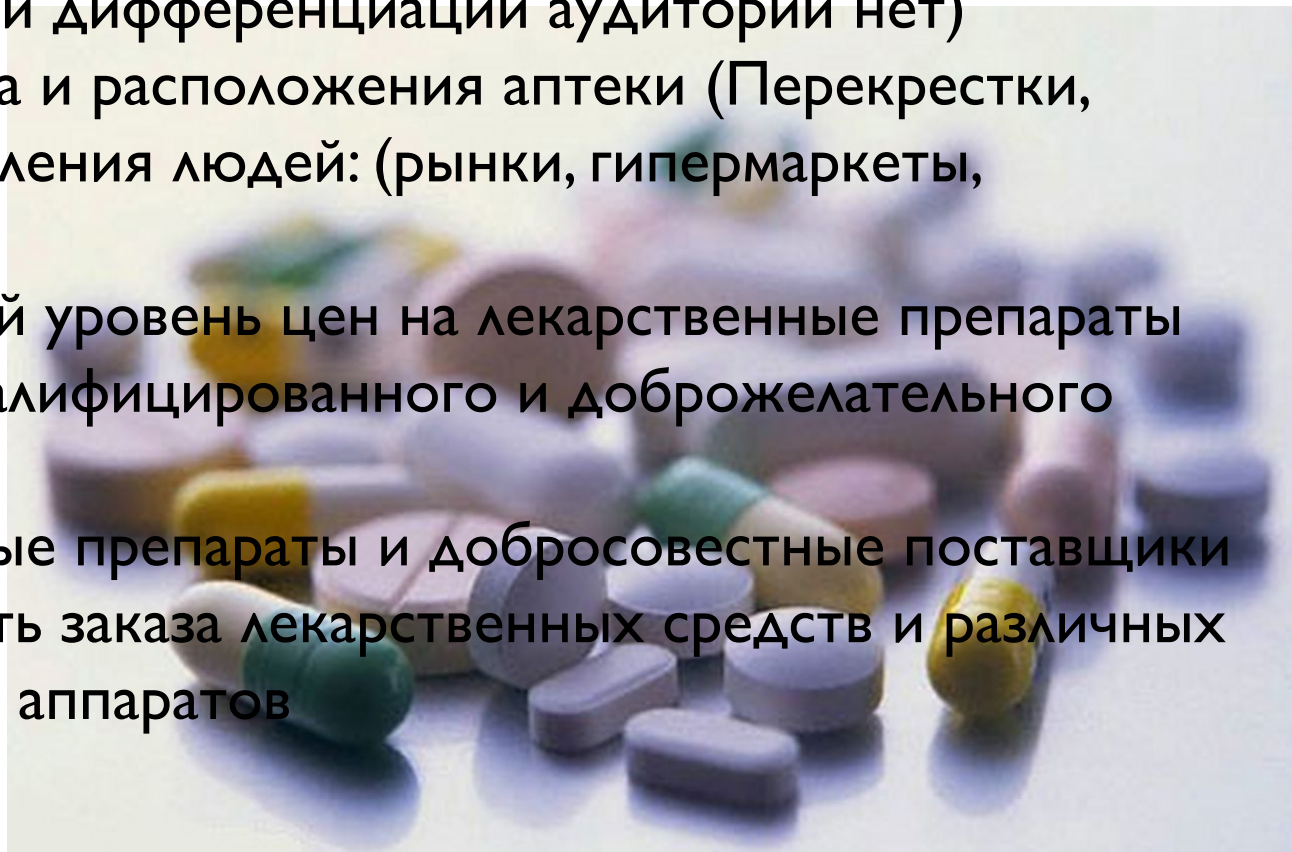 и дифференциации аудитории нет)
а и расположения аптеки (Перекрестки,
ления людей: (рынки, гипермаркеты,
й уровень цен на лекарственные препараты
алифицированного и доброжелательного
ые препараты и добросовестные поставщики
ть заказа лекарственных средств и различных
аппаратов